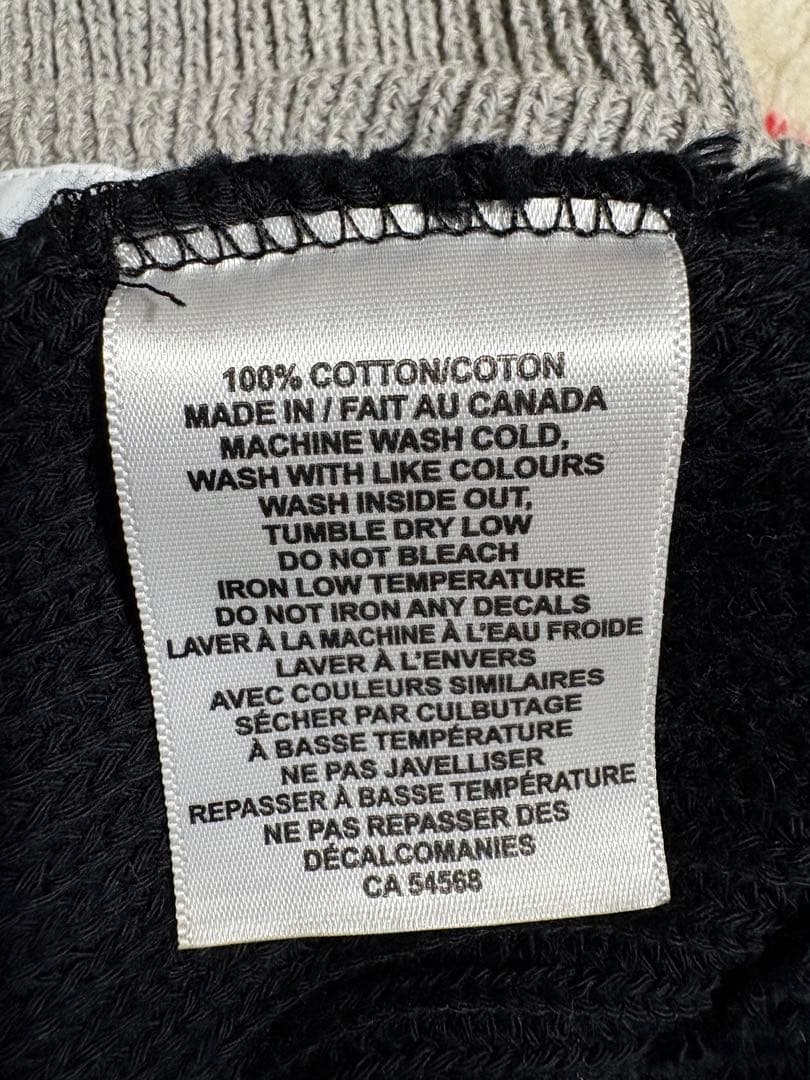 100% COTTON/COTON
MADE IN / FAIT AU CANADA
MACHINE WASH COLD,
WASH WITH LIKE COLOURS
WASH INSIDE OUT,
TUMBLE DRY LOW
DO NOT BLEACH
IRON LOW TEMPERATURE
DO NOT IRON ANY DECALS
LAVER À LA MACHINE À L'EAU FROIDE
LAVER À L'ENVERS
AVEC COULEURS SIMILAIRES
SÉCHER PAR CULBUTAGE
À BASSE TEMPÉRATURE
NE PAS JAVELLISER
REPASSER À BASSE TEMPÉRATURE
NE PAS REPASSER DES
DÉCALCOMANIES
CA 54568